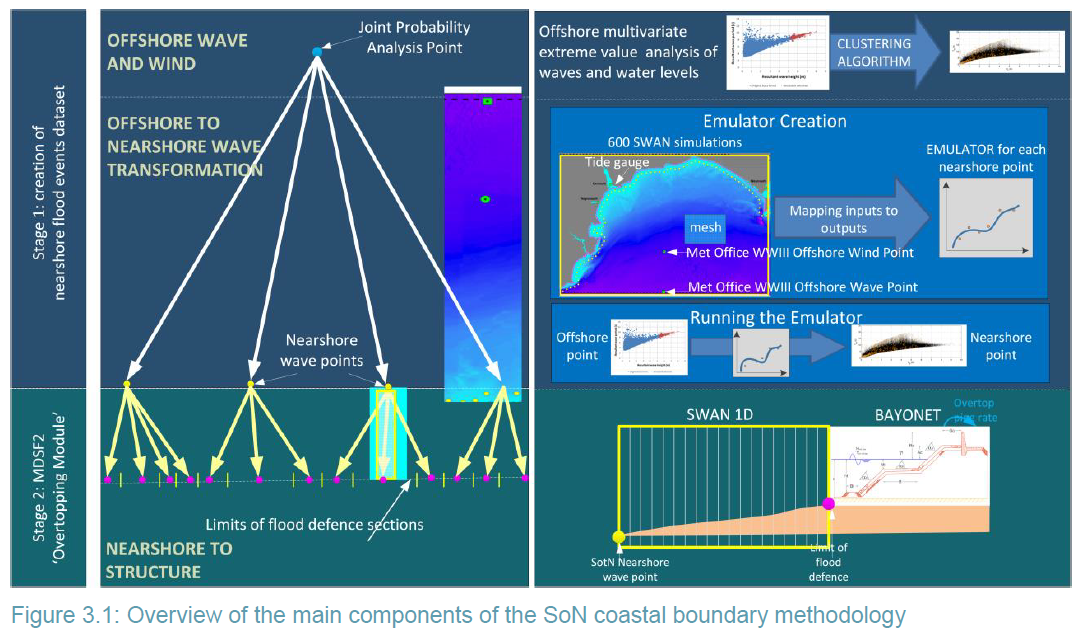 Stage 1: creation of
nearshore flood events dataset
Stage 2: MDSF2
'Overtopping Module'
OFFSHORE WAVE
AND WIND
Joint Probability
Analysis Point
OFFSHORE TO
NEARSHORE WAVE
TRANSFORMATION
Nearshore
wave points
Limits of flood defence sections
NEARSHORE TO
STRUCTURE
Offshore multivariate
extreme value analysis of
waves and water levels
Resultant wave height (m)
CLUSTERING
ALGORITHM
Emulator Creation
600 SWAN simulations
Tide gauge
mesh
Met Office WWIII Offshore Wind Point
Met Office WWIII Offshore Wave Point
Mapping inputs to
outputs
EMULATOR for each
nearshore point
Running the Emulator
Offshore
point
Nearshore
point
SWAN 1D
BAYONET
Overtop
ping rate
SotN Nearshore
wave point
Limit of
flood
defence
Figure 3.1: Overview of the main components of the SoN coastal boundary methodology